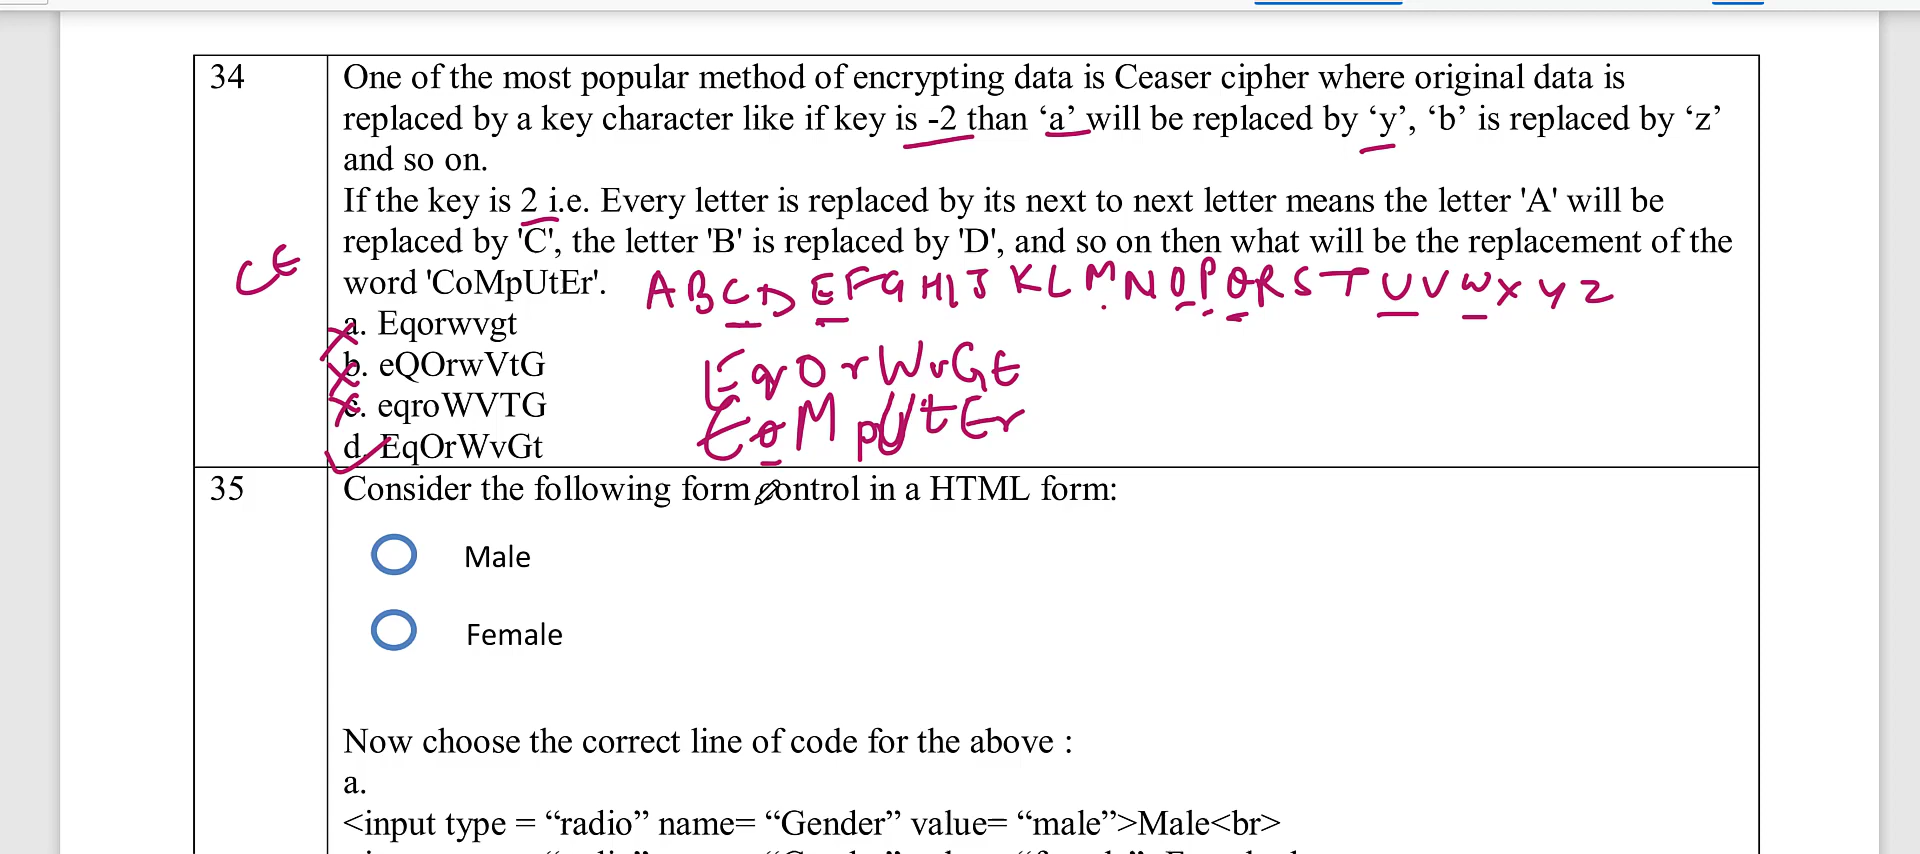 34
One of the most popular method of encrypting data is Ceaser cipher where original data is
replaced by a key character like if key is -2 than ‘a’ will be replaced by ‘y’, ‘b’ is replaced by ‘z’
and so on.
If the key is 2 i.e. Every letter is replaced by its next to next letter means the letter 'A' will be
replaced by 'C', the letter 'B' is replaced by 'D', and so on then what will be the replacement of the
C E
word 'CoMpUtEr'.
A B C D E F G H I J K L M N O P Q R S T U V W X Y Z
a. Eqorwvgt
b. eQOrwVtG
EqOrWvGt
c. eqroWVTG
CoMpUtEr
d. EqOrWvGt
35
Consider the following form control in a HTML form:
Male
Female
Now choose the correct line of code for the above :
a.
<input type = “radio” name= “Gender” value= “male”>Male<br>